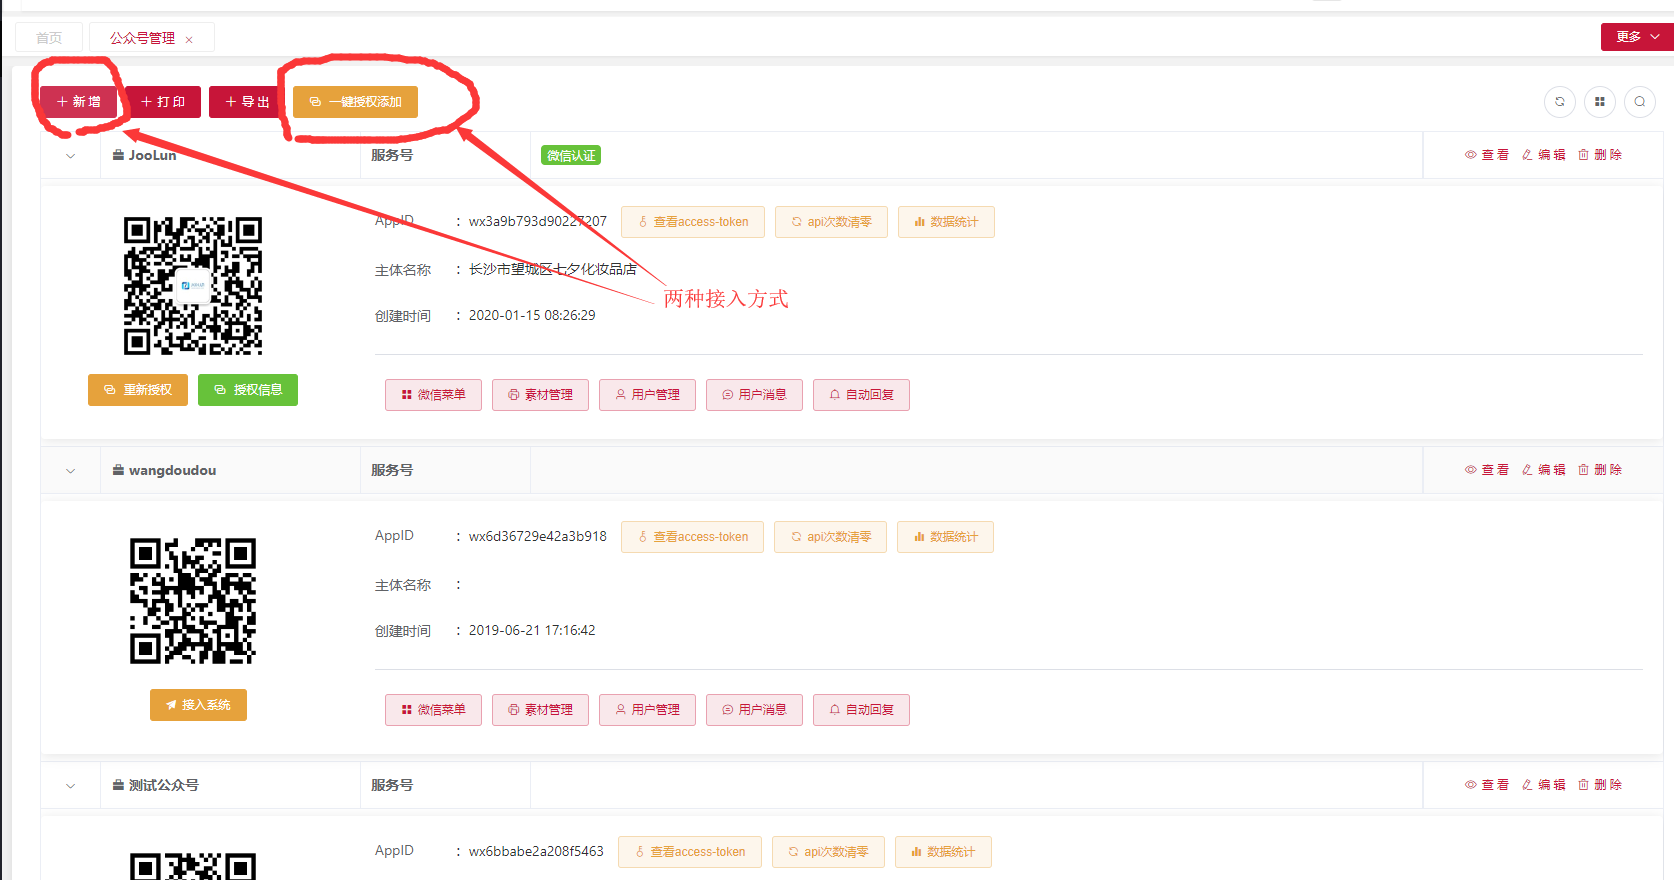 首页 公众号管理 × 更多
+ 新 增 + 打 印 + 导 出 一键授权添加
JooLun 服务号 微信认证 查 看 编 辑 删 除
AppID : wx3a9b793d90227207 查看access-token api次数清零 数据统计
主体名称 : 长沙市望城区七夕化妆品店
两种接入方式
创建时间 : 2020-01-15 08:26:29
重新授权 授权信息 微信菜单 素材管理 用户管理 用户消息 自动回复
wangdoudou 服务号 查 看 编 辑 删 除
AppID : wx6d36729e42a3b918 查看access-token api次数清零 数据统计
主体名称 :
创建时间 : 2019-06-21 17:16:42
接入系统 微信菜单 素材管理 用户管理 用户消息 自动回复
测试公众号 服务号 查 看 编 辑 删 除
AppID : wx6bbabe2a208f5463 查看access-token api次数清零 数据统计